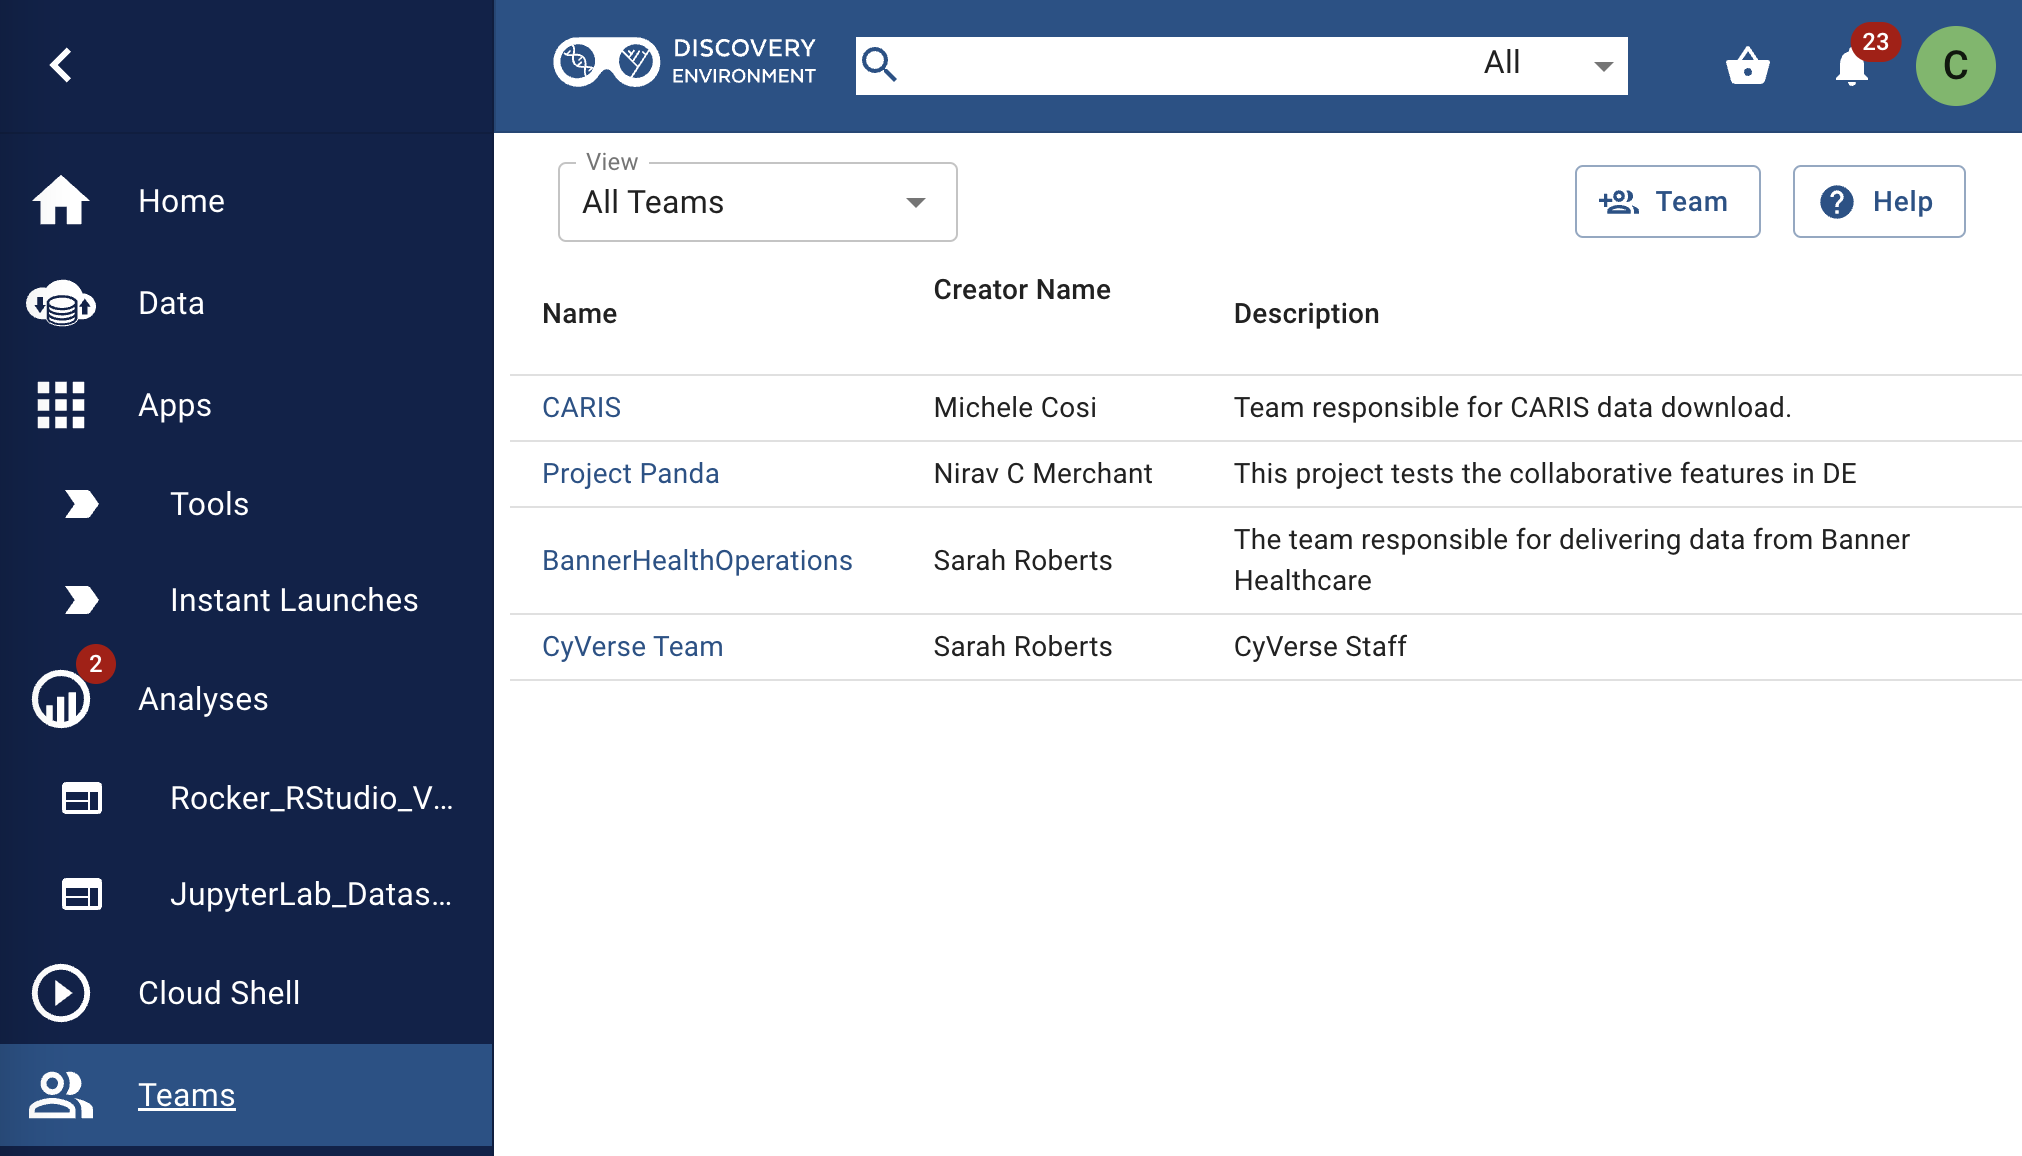 DISCOVERY
ENVIRONMENT
All
23
C
Home
Data
Apps
Tools
Instant Launches
2
Analyses
Rocker_RStudio_V...
JupyterLab_Datas...
Cloud Shell
Teams
View
All Teams
Team
? Help
Name
Creator Name
Description
CARIS
Michele Cosi
Team responsible for CARIS data download.
Project Panda
Nirav C Merchant
This project tests the collaborative features in DE
BannerHealthOperations
Sarah Roberts
The team responsible for delivering data from Banner
Healthcare
CyVerse Team
Sarah Roberts
CyVerse Staff